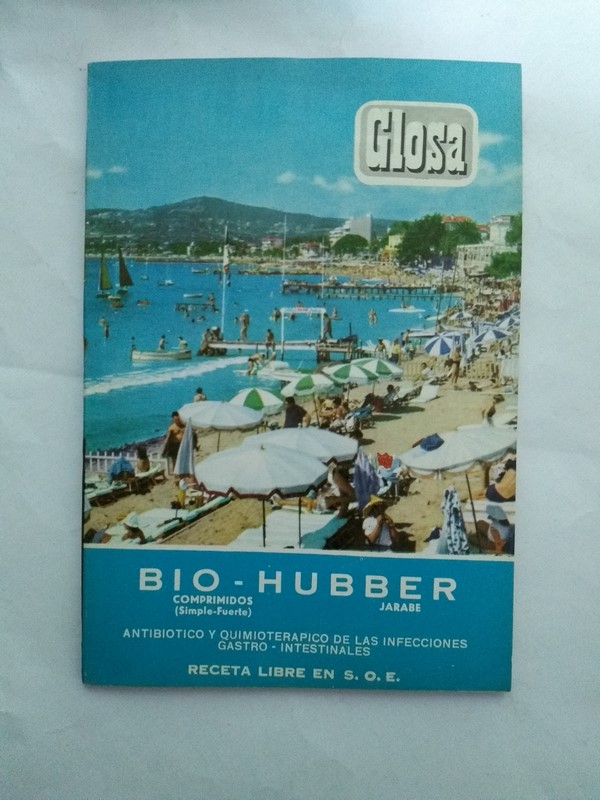 Glosa
BIO - HUBBER
COMPRIMIDOS
(Simple-Fuerte)
JARABE
ANTIBIOTICO Y QUIMIOTERAPICO DE LAS INFECCIONES
GASTRO - INTESTINALES
RECETA LIBRE EN S. O. E.